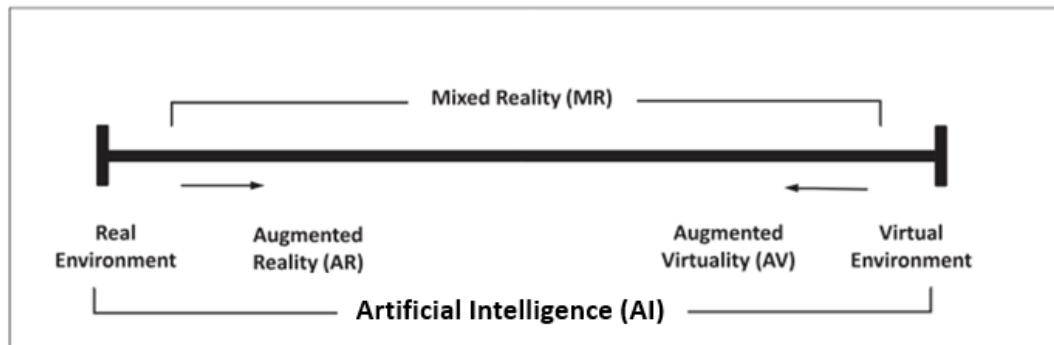 Mixed Reality (MR)
Real
Environment
Augmented
Reality (AR)
Augmented
Virtuality (AV)
Virtual
Environment
Artificial Intelligence (AI)